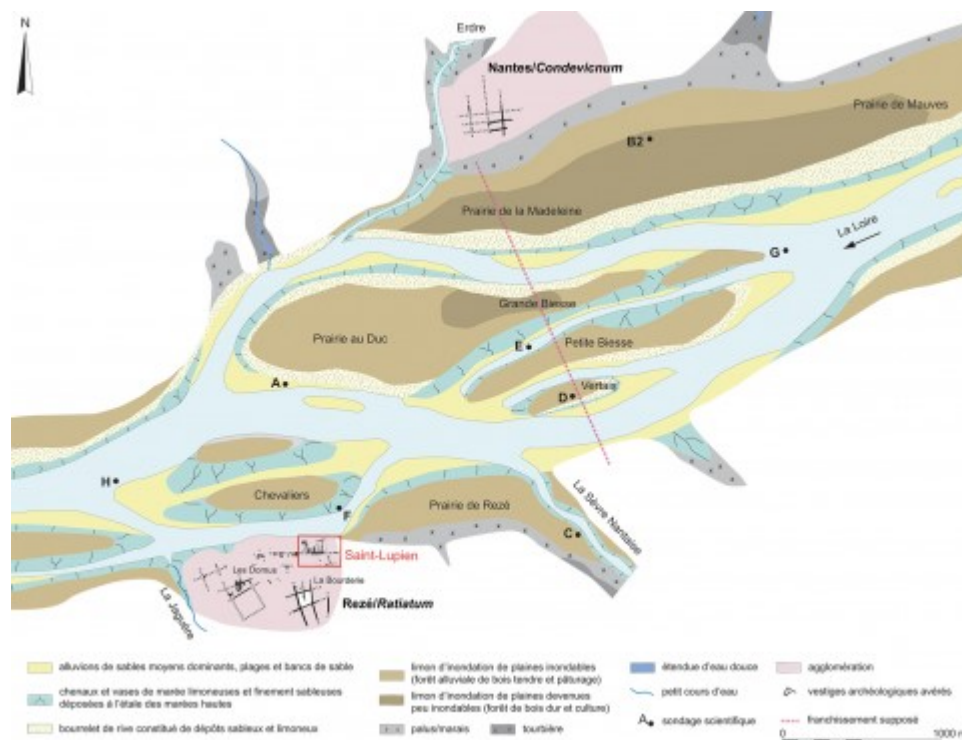 N
Erdre
Nantes/Condevicnum
Prairie de Mauves
B2
Prairie de la Madeleine
La Loire
G
Grande Biesse
Prairie au Duc
E
Petite Biesse
A
Vertais
D
H
Chevaliers
F
Prairie de Rezé
La Sèvre Nantaise
C
Saint-Lupien
Les Domus
La Bourderie
Rezé/Ratiatum
La Jaguère
alluvions de sables moyens dominants, plages et bancs de sable
chenaux et vases de marée limoneuses et finement sableuses
déposées à l'étale des marées hautes
bourrelet de rive constitué de dépôts sableux et limoneux
limon d'inondation de plaines inondables
(forêt alluviale de bois tendre et pâturage)
limon d'inondation de plaines devenues
peu inondables (forêt de bois dur et culture)
palus/marais
tourbière
étendue d'eau douce
petit cours d'eau
A
sondage scientifique
agglomération
vestiges archéologiques avérés
franchissement supposé
0
1000 m